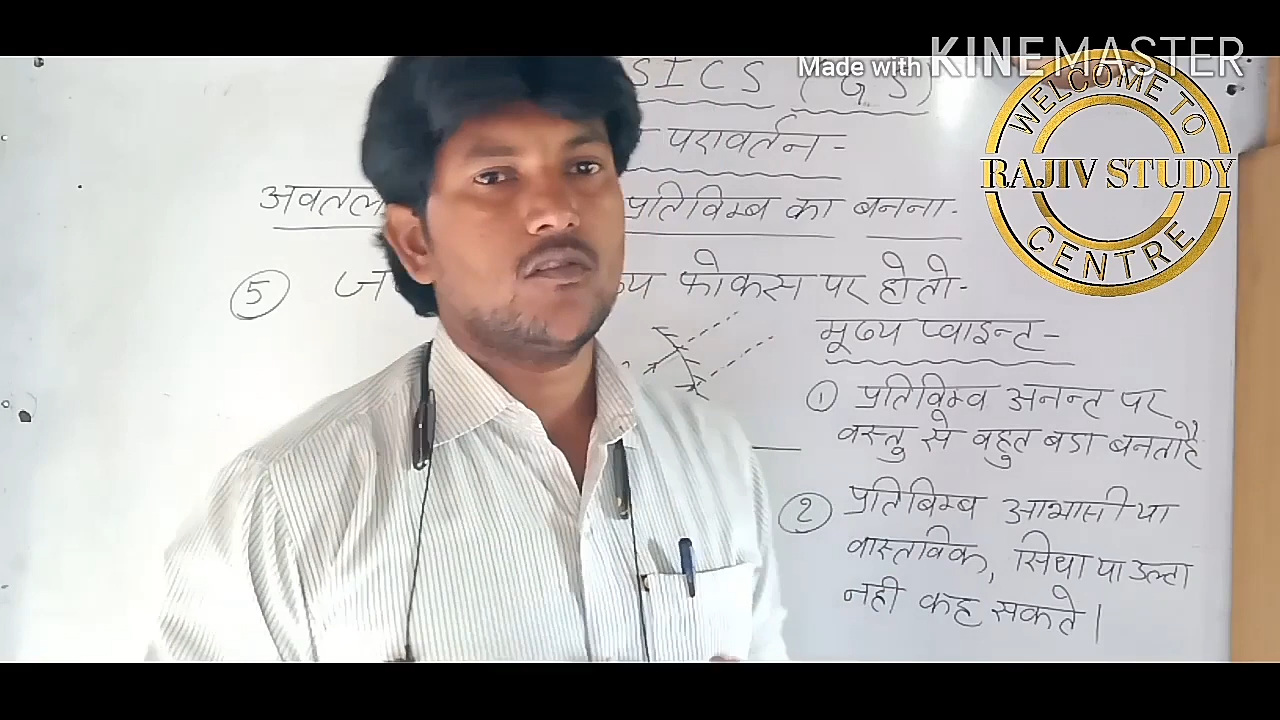 Made with KINEMASTER
WELCOME TO
RAJIV STUDY
CENTRE
SICS (G S)
परावर्तन -
अवतल प्रतिविम्ब का बनना -
5 फोकस पर हो तो -
मूख्य प्वाइन्ट -
1 प्रतिविम्व अनन्त पर
वस्तु से वहुत बडा बनता है
2 प्रतिबिम्ब आभासी या
वास्तविक, सिधा या उल्टा
नही कह सकते।